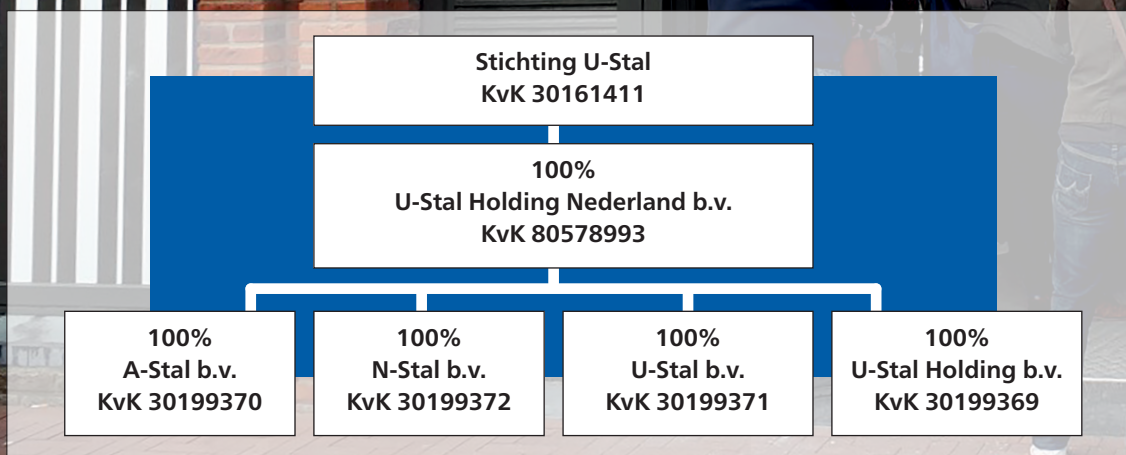 Stichting U-Stal
KvK 30161411
100%
U-Stal Holding Nederland b.v.
KvK 80578993
100%
A-Stal b.v.
KvK 30199370
100%
N-Stal b.v.
KvK 30199372
100%
U-Stal b.v.
KvK 30199371
100%
U-Stal Holding b.v.
KvK 30199369